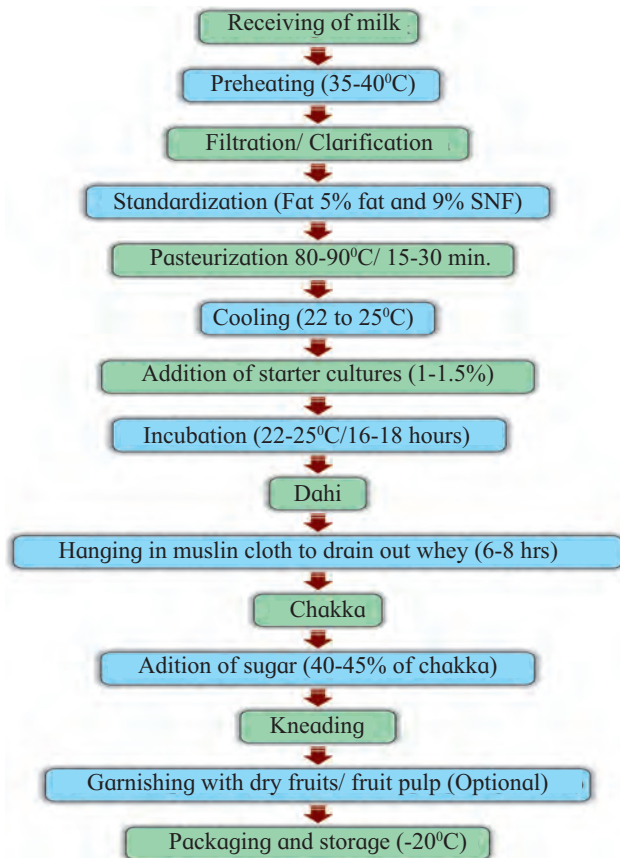 Receiving of milk
Preheating (35-40⁰C)
Filtration/ Clarification
Standardization (Fat 5% fat and 9% SNF)
Pasteurization 80-90⁰C/ 15-30 min.
Cooling (22 to 25⁰C)
Addition of starter cultures (1-1.5%)
Incubation (22-25⁰C/16-18 hours)
Dahi
Hanging in muslin cloth to drain out whey (6-8 hrs)
Chakka
Adition of sugar (40-45% of chakka)
Kneading
Garnishing with dry fruits/ fruit pulp (Optional)
Packaging and storage (-20⁰C)